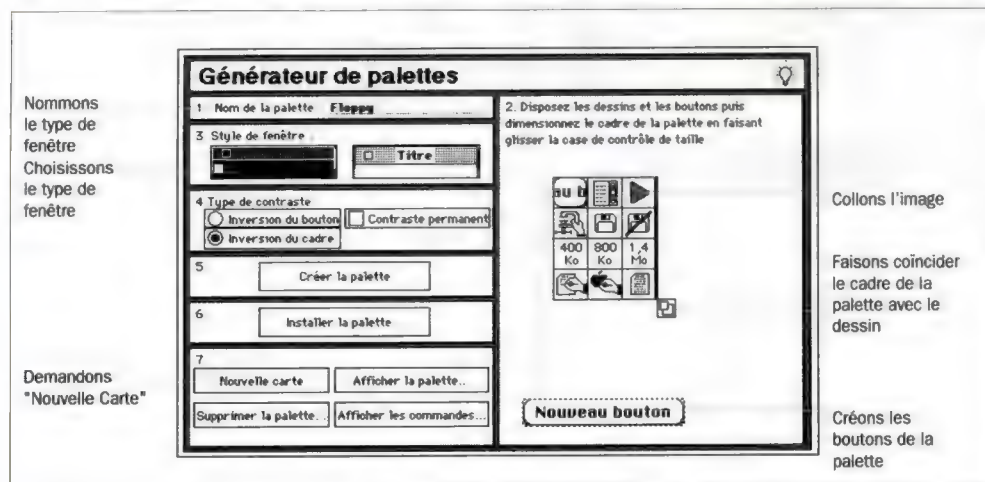 Générateur de palettes
Nommons
le type de
fenêtre
Choisissons
le type de
fenêtre
1 Nom de la palette Floppy
3 Style de fenêtre
Titre
4 Type de contraste
Inversion du bouton
Contraste permanent
Inversion du cadre
5
Créer la palette
6
Installer la palette
Demandons
"Nouvelle Carte"
7
Nouvelle carte
Afficher la palette..
Supprimer la palette...
Afficher les commandes...
2. Disposez les dessins et les boutons puis
dimensionnez le cadre de la palette en faisant
glisser la case de contrôle de taille
au b
400 800 1,4
Ko Ko Mo
Nouveau bouton
Collons l'image
Faisons coïncider
le cadre de la
palette avec le
dessin
Créons les
boutons de la
palette